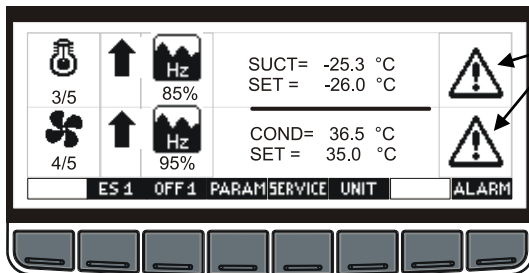 Hz
SUCT= -25.3 °C
SET = -26.0 °C
3/5
85%
Hz
COND= 36.5 °C
SET = 35.0 °C
4/5
95%
ES 1 OFF 1 PARAM SERVICE UNIT ALARM